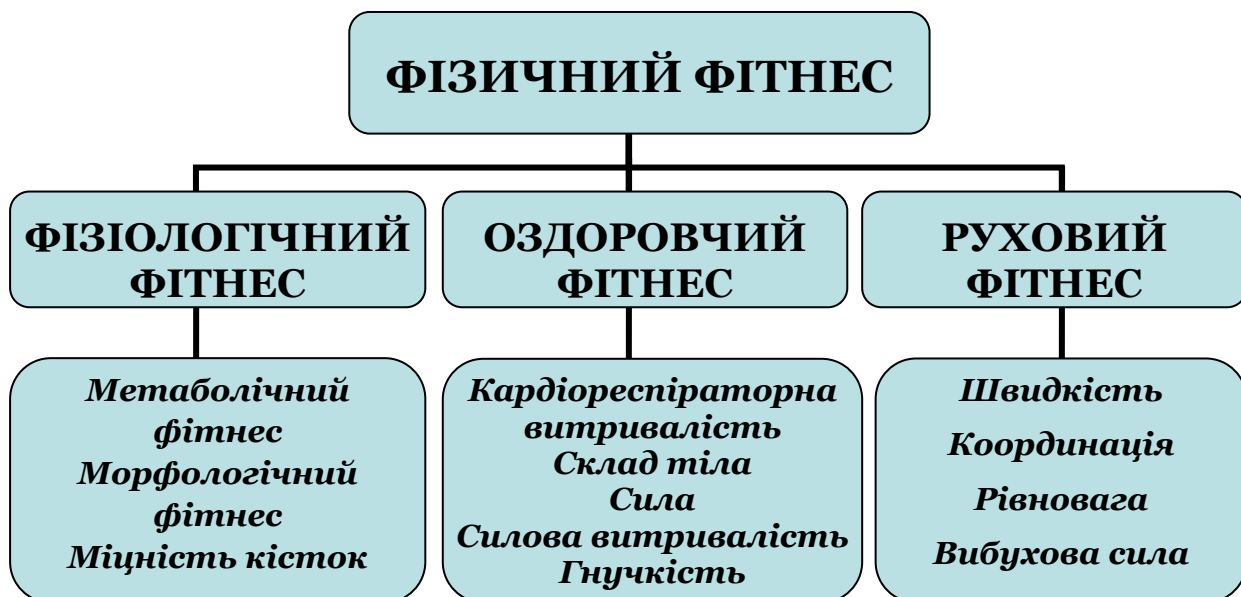 ФІЗИЧНИЙ ФІТНЕС
ФІЗІОЛОГІЧНИЙ
ФІТНЕС
ОЗДОРОВЧИЙ
ФІТНЕС
РУХОВИЙ
ФІТНЕС
Метаболічний
фітнес
Морфологічний
фітнес
Міцність кісток
Кардіореспіраторна
витривалість
Склад тіла
Сила
Силова витривалість
Гнучкість
Швидкість
Координація
Рівновага
Вибухова сила